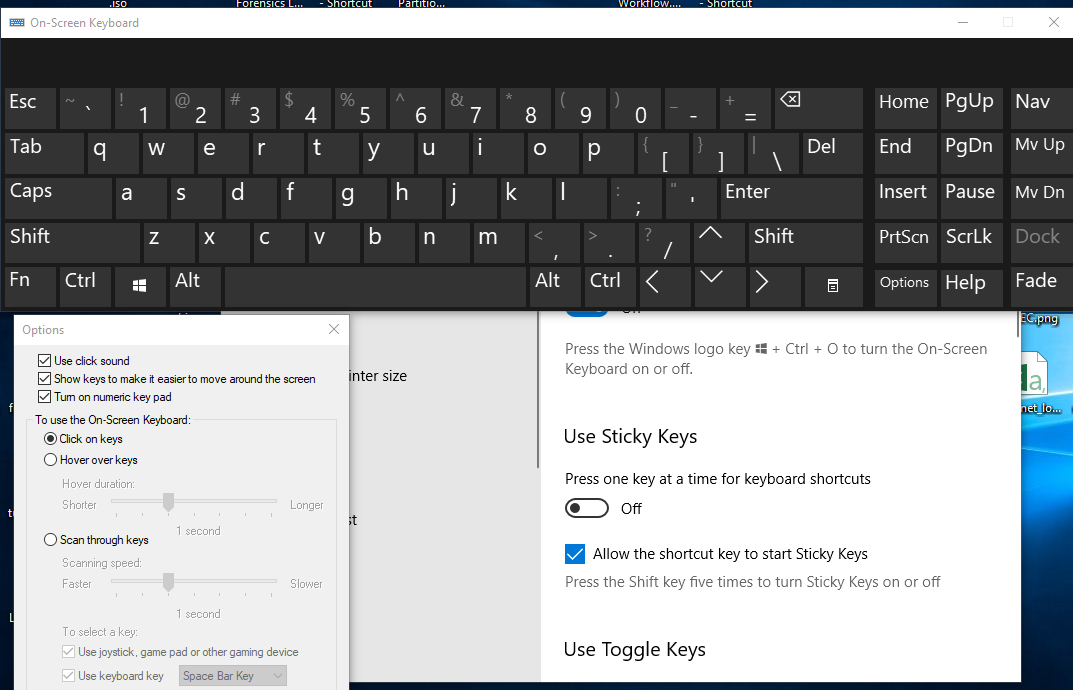 .iso Forensics L... - Shortcut Partitio... Workflow.... - Shortcut
On-Screen Keyboard
Esc ~ ` ! 1 @ 2 # 3 $ 4 % 5 ^ 6 & 7 * 8 ( 9 ) 0 _ - + = Home PgUp Nav
Tab q w e r t y u i o p { [ } ] | \ Del End PgDn Mv Up
Caps a s d f g h j k l : ; " ' Enter Insert Pause Mv Dn
Shift z x c v b n m < , > . ? / Shift PrtScn ScrLk Dock
Fn Ctrl Alt Alt Ctrl Options Help Fade
Options
Use click sound
Show keys to make it easier to move around the screen
Turn on numeric key pad
To use the On-Screen Keyboard:
Click on keys
Hover over keys
Hover duration:
Shorter Longer
1 second
Scan through keys
Scanning speed:
Faster Slower
1 second
To select a key:
Use joystick, game pad or other gaming device
Use keyboard key Space Bar Key
inter size
st
Press the Windows logo key + Ctrl + O to turn the On-Screen
Keyboard on or off.
Use Sticky Keys
Press one key at a time for keyboard shortcuts
Off
Allow the shortcut key to start Sticky Keys
Press the Shift key five times to turn Sticky Keys on or off
Use Toggle Keys
EC.png
a,
net_lo...